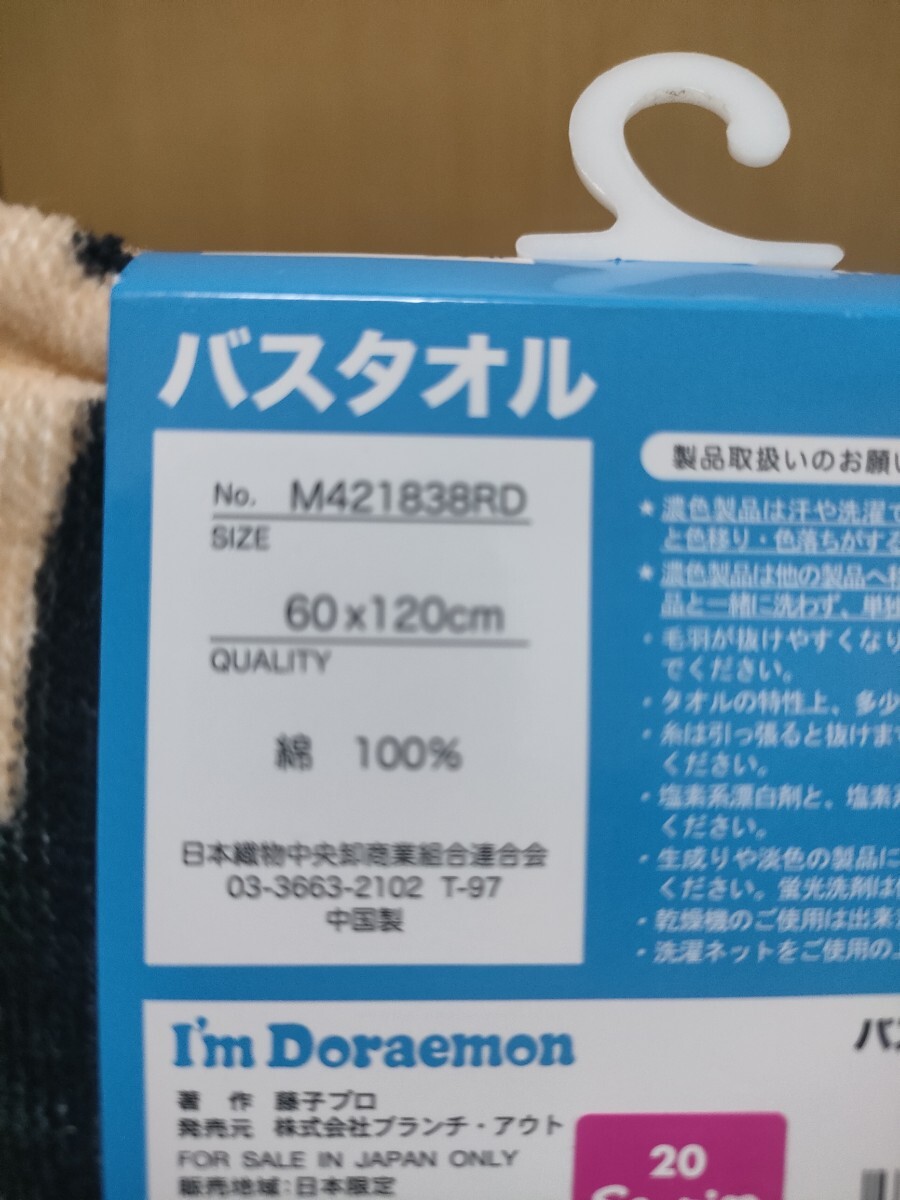 バスタオル
No. M421838RD
SIZE
60x120cm
QUALITY
綿 100%
日本織物中央卸商業組合連合会
03-3663-2102 T-97
中国製
製品取扱いのお願い
★ 濃色製品は汗や洗濯で
と色移り・色落ちがする
★ 濃色製品は他の製品へ移
品と一緒に洗わず、単独
・毛羽が抜けやすくなり
でください。
・タオルの特性上、多少
・糸は引っ張ると抜けま
ください。
・塩素系漂白剤と、塩素
ください。
・生成りや淡色の製品に
ください。蛍光洗剤は
・乾燥機のご使用は出来
・洗濯ネットをご使用の
I'm Doraemon
著 作 藤子プロ
発売元 株式会社ブランチ・アウト
FOR SALE IN JAPAN ONLY
販売地域:日本限定
バス
20